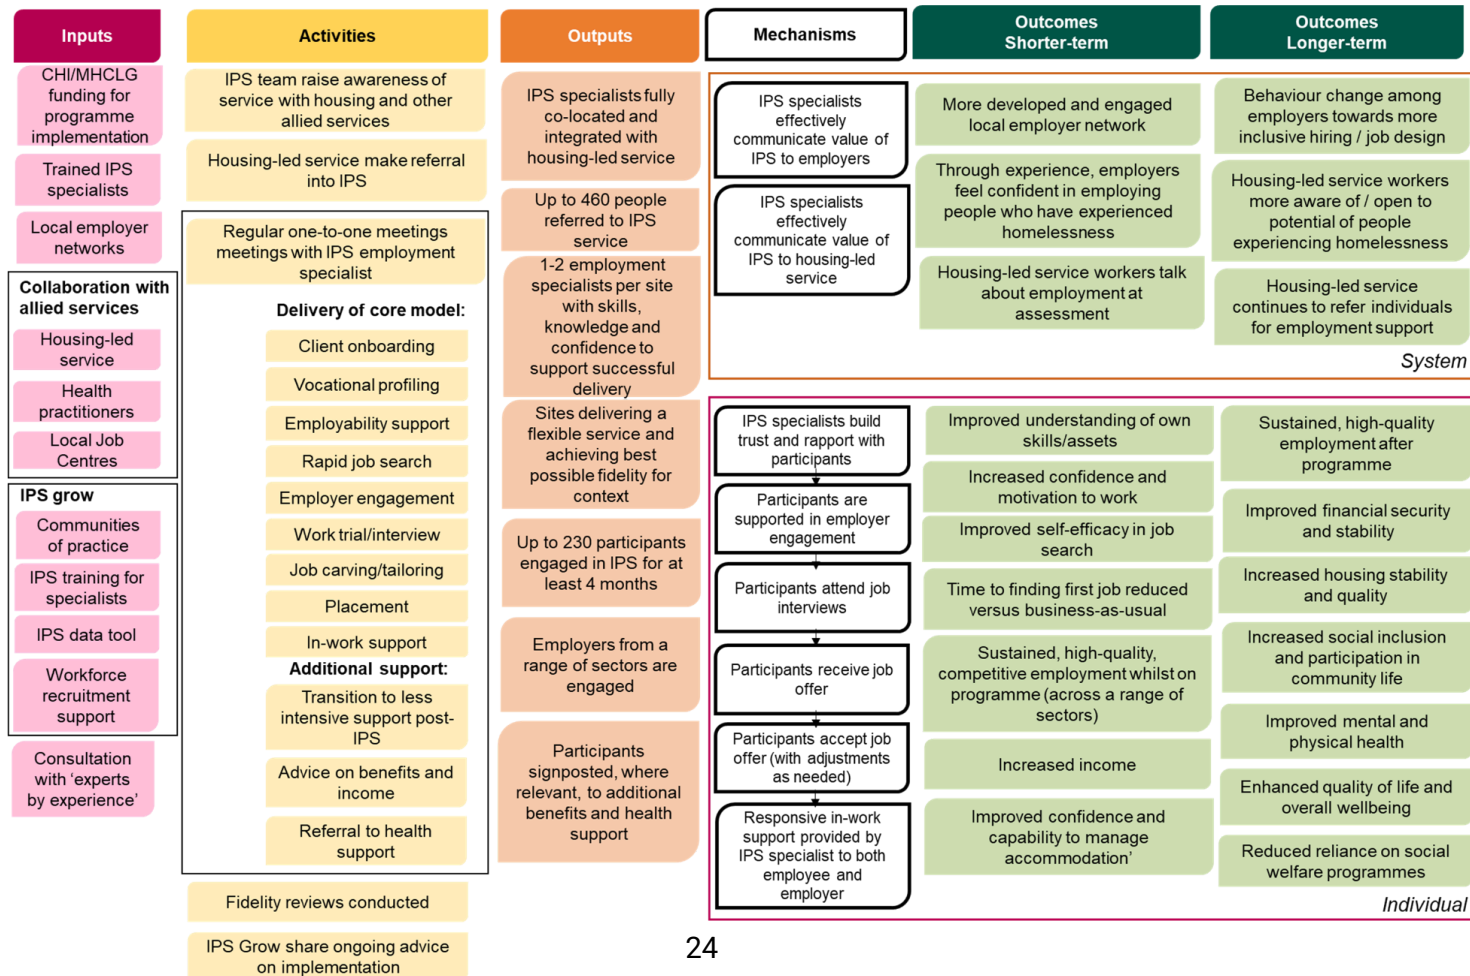 Inputs
CHI/MHCLG
funding for
programme
implementation
Trained IPS
specialists
Local employer
networks
Collaboration with
allied services
Housing-led
service
Health
practitioners
Local Job
Centres
IPS grow
Communities
of practice
IPS training for
specialists
IPS data tool
Workforce
recruitment
support
Consultation
with ‘experts
by experience’
Activities
IPS team raise awareness of
service with housing and other
allied services
Housing-led service make referral
into IPS
Regular one-to-one meetings
meetings with IPS employment
specialist
Delivery of core model:
Client onboarding
Vocational profiling
Employability support
Rapid job search
Employer engagement
Work trial/interview
Job carving/tailoring
Placement
In-work support
Additional support:
Transition to less
intensive support post-
IPS
Advice on benefits and
income
Referral to health
support
Fidelity reviews conducted
IPS Grow share ongoing advice
on implementation
Outputs
IPS specialists fully
co-located and
integrated with
housing-led service
Up to 460 people
referred to IPS
service
1-2 employment
specialists per site
with skills,
knowledge and
confidence to
support successful
delivery
Sites delivering a
flexible service and
achieving best
possible fidelity for
context
Up to 230 participants
engaged in IPS for at
least 4 months
Employers from a
range of sectors are
engaged
Participants
signposted, where
relevant, to additional
benefits and health
support
Mechanisms
IPS specialists
effectively
communicate value of
IPS to employers
IPS specialists
effectively
communicate value of
IPS to housing-led
service
IPS specialists build
trust and rapport with
participants
Participants are
supported in employer
engagement
Participants attend job
interviews
Participants receive job
offer
Participants accept job
offer (with adjustments
as needed)
Responsive in-work
support provided by
IPS specialist to both
employee and
employer
Outcomes
Shorter-term
More developed and engaged
local employer network
Through experience, employers
feel confident in employing
people who have experienced
homelessness
Housing-led service workers talk
about employment at
assessment
Improved understanding of own
skills/assets
Increased confidence and
motivation to work
Improved self-efficacy in job
search
Time to finding first job reduced
versus business-as-usual
Sustained, high-quality,
competitive employment whilst on
programme (across a range of
sectors)
Increased income
Improved confidence and
capability to manage
accommodation’
Outcomes
Longer-term
Behaviour change among
employers towards more
inclusive hiring / job design
Housing-led service workers
more aware of / open to
potential of people
experiencing homelessness
Housing-led service
continues to refer individuals
for employment support
System
Sustained, high-quality
employment after
programme
Improved financial security
and stability
Increased housing stability
and quality
Increased social inclusion
and participation in
community life
Improved mental and
physical health
Enhanced quality of life and
overall wellbeing
Reduced reliance on social
welfare programmes
Individual
24